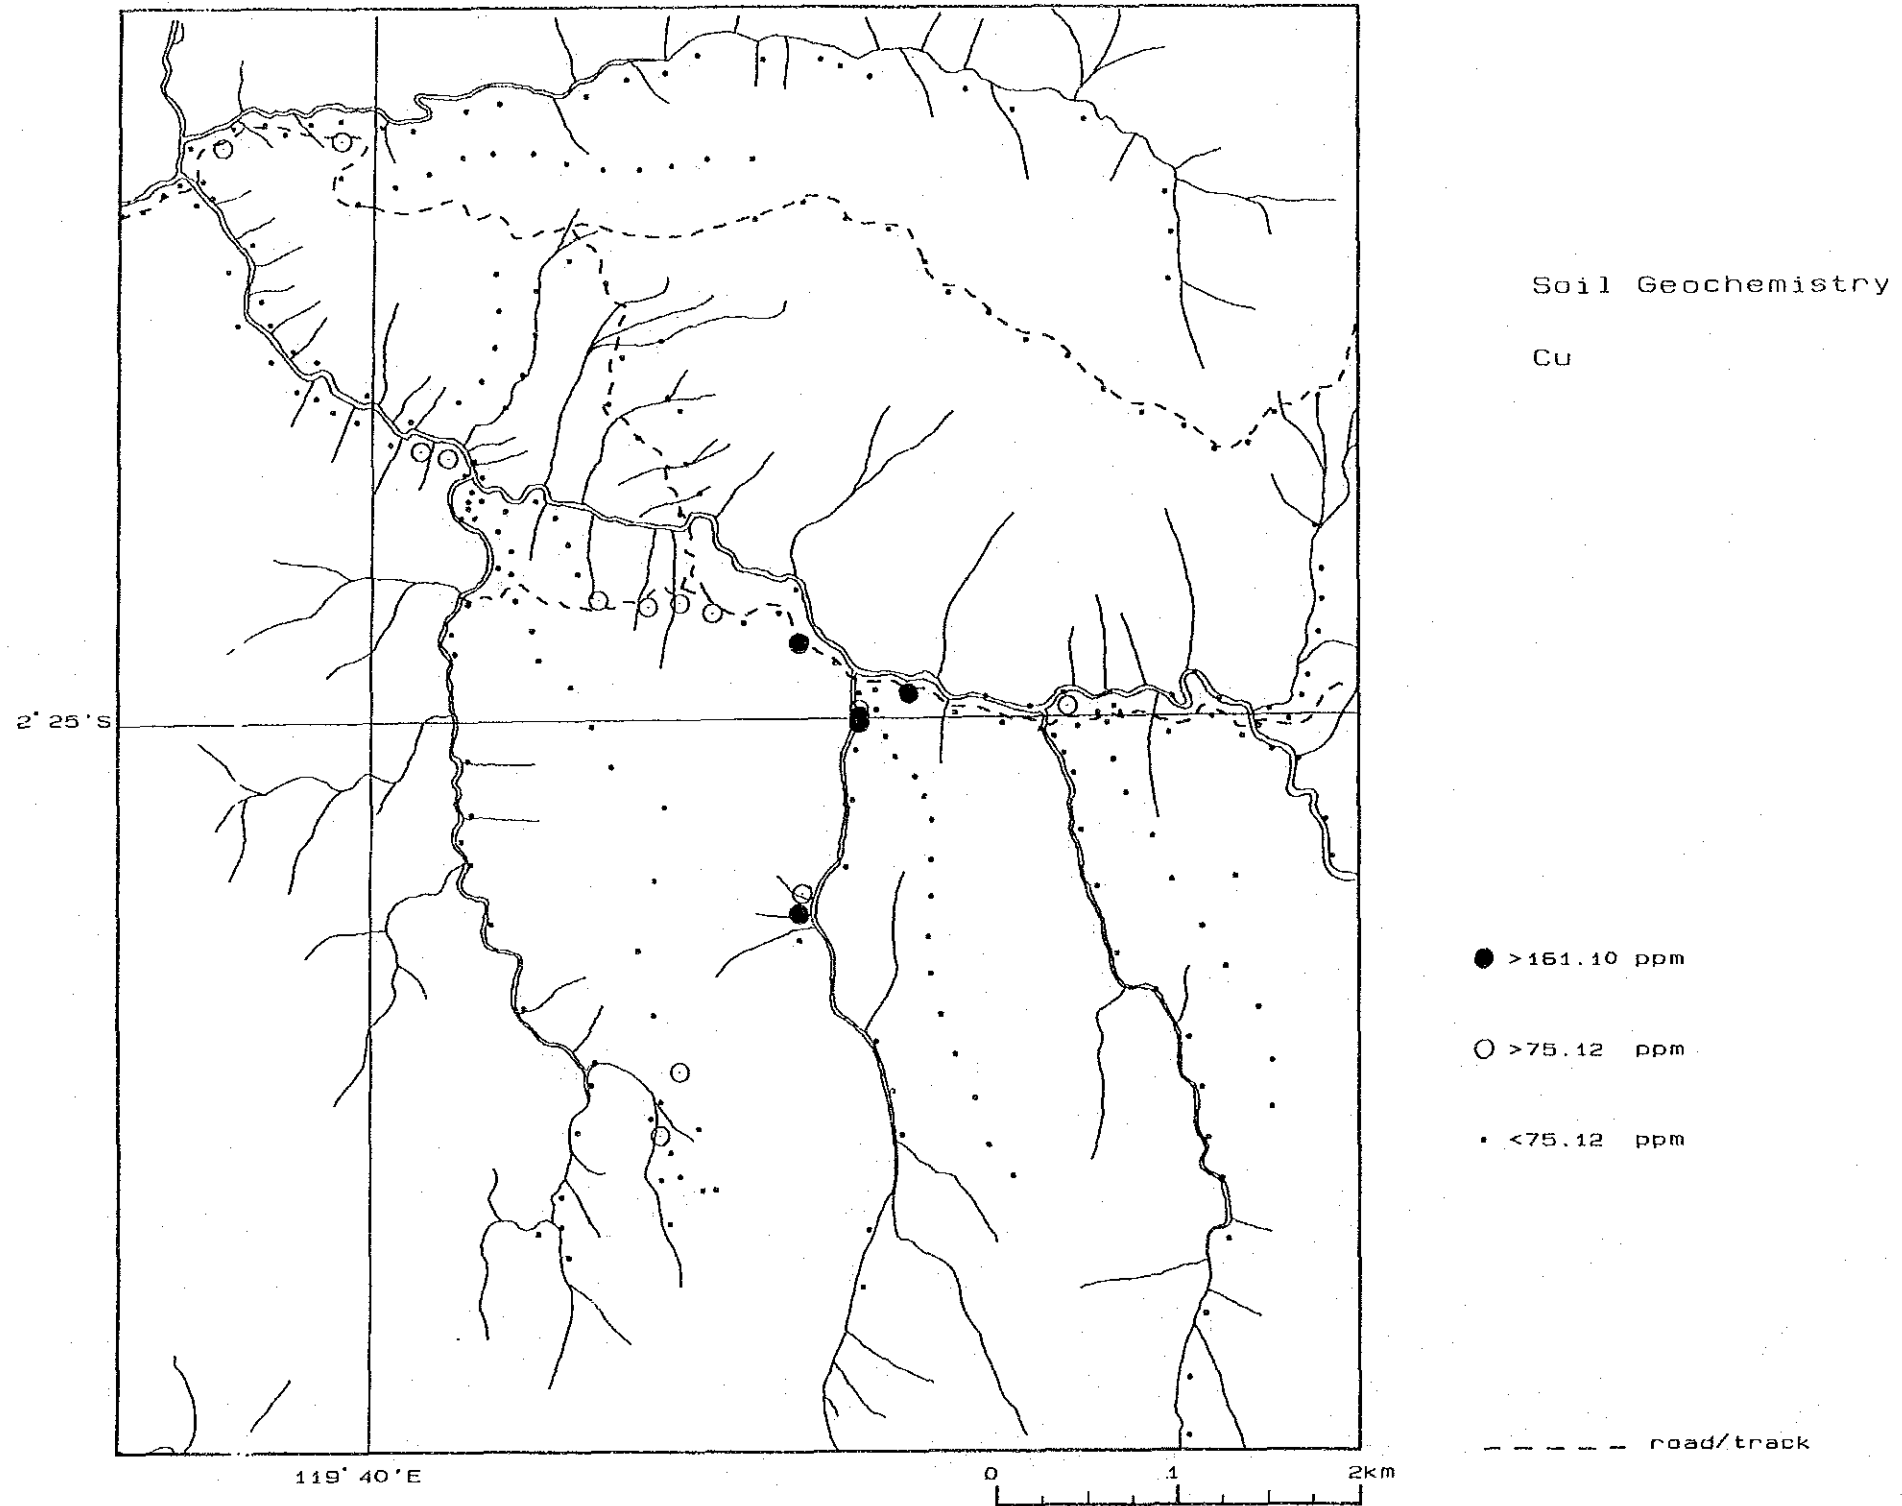 Soil Geochemistry
Cu
2°25'S
>161.10 ppm
>75.12 ppm
<75.12 ppm
road/track
119°40'E
0 1 2km